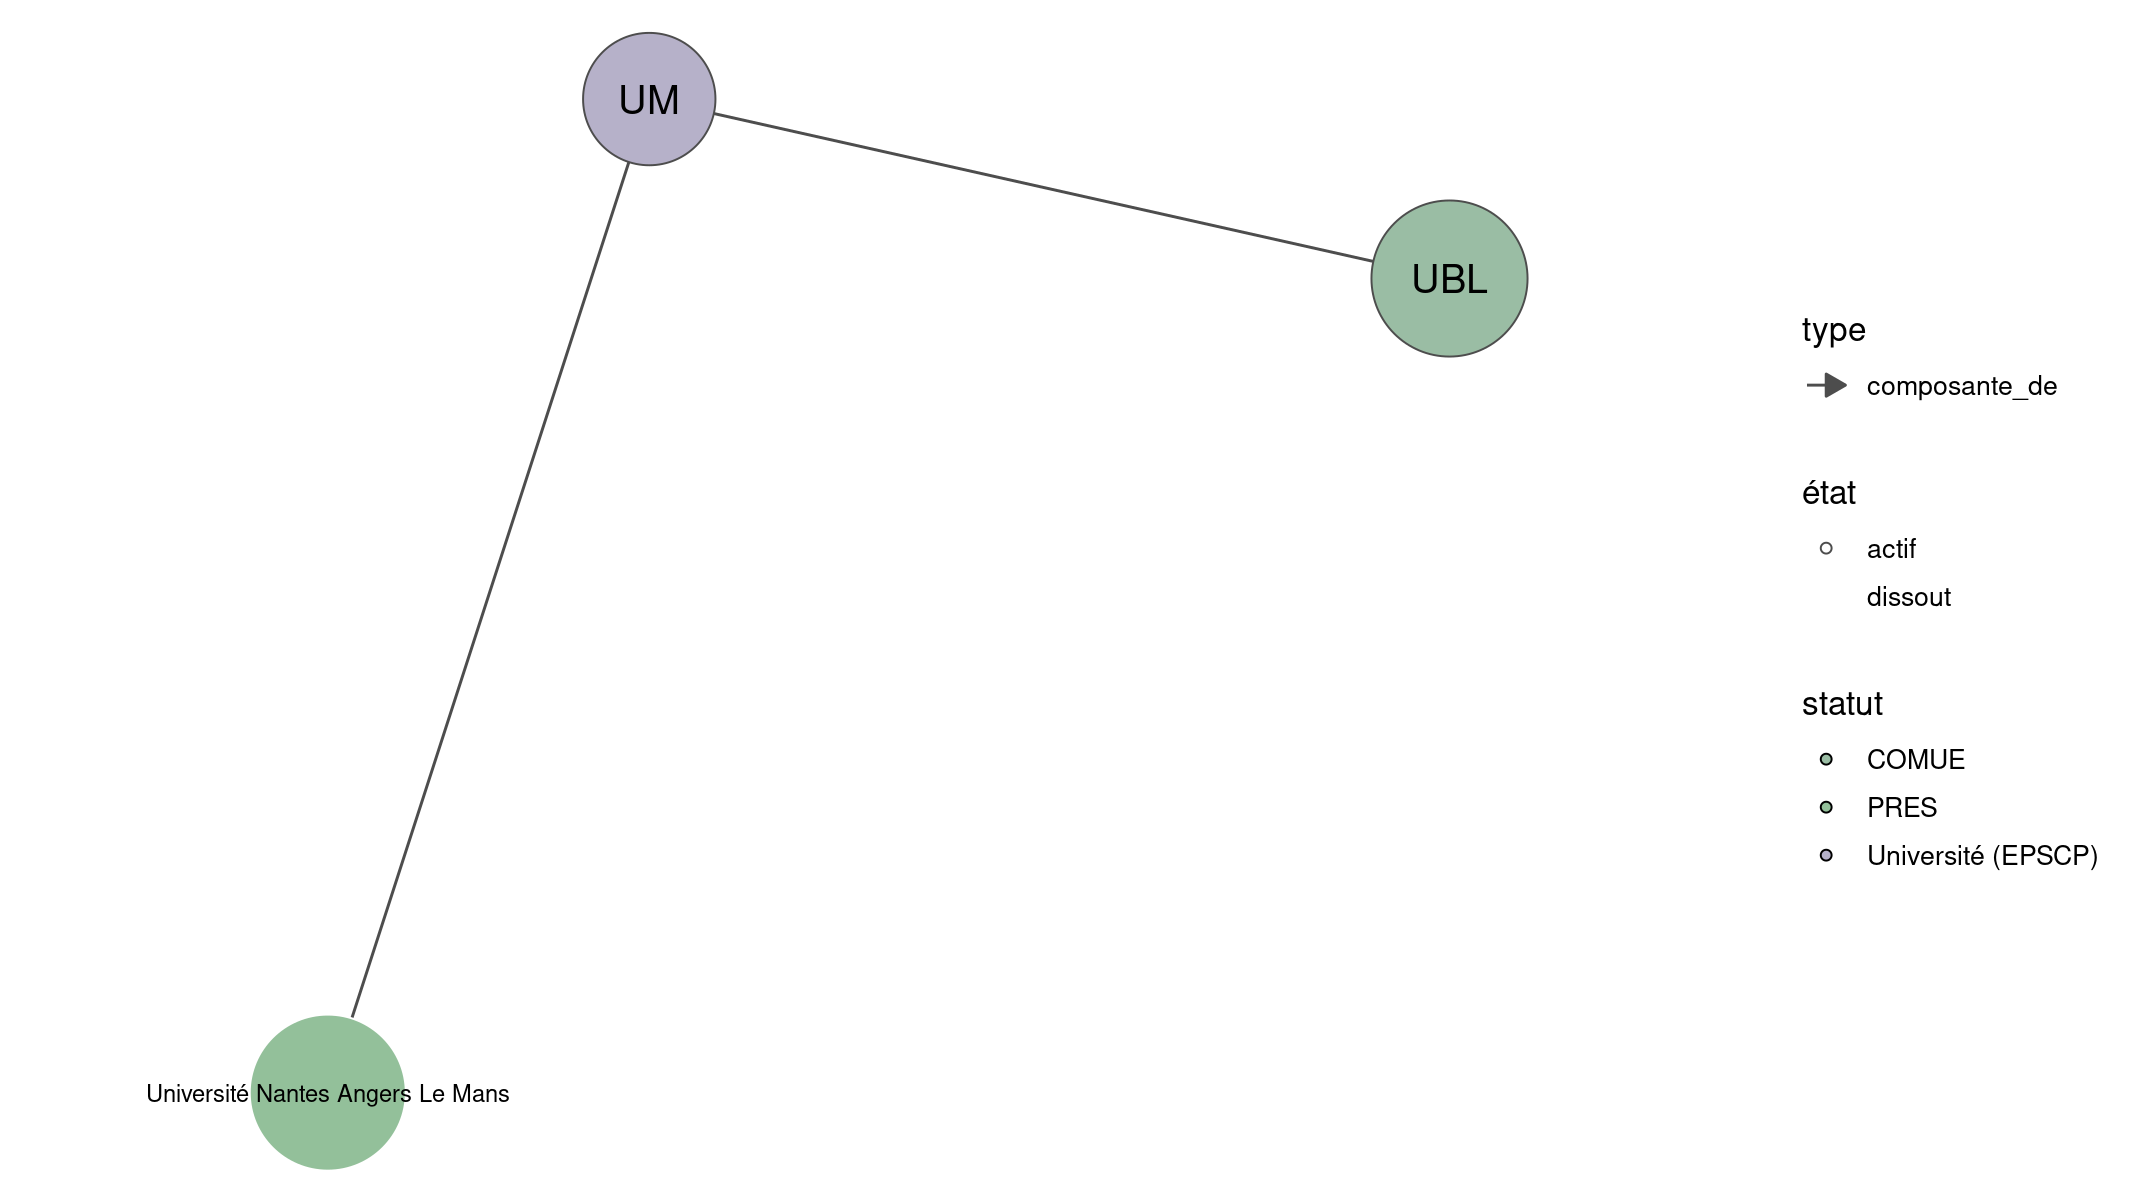 UM
UBL
Université Nantes Angers Le Mans
type
composante_de
état
actif
dissout
statut
COMUE
PRES
Université (EPSCP)